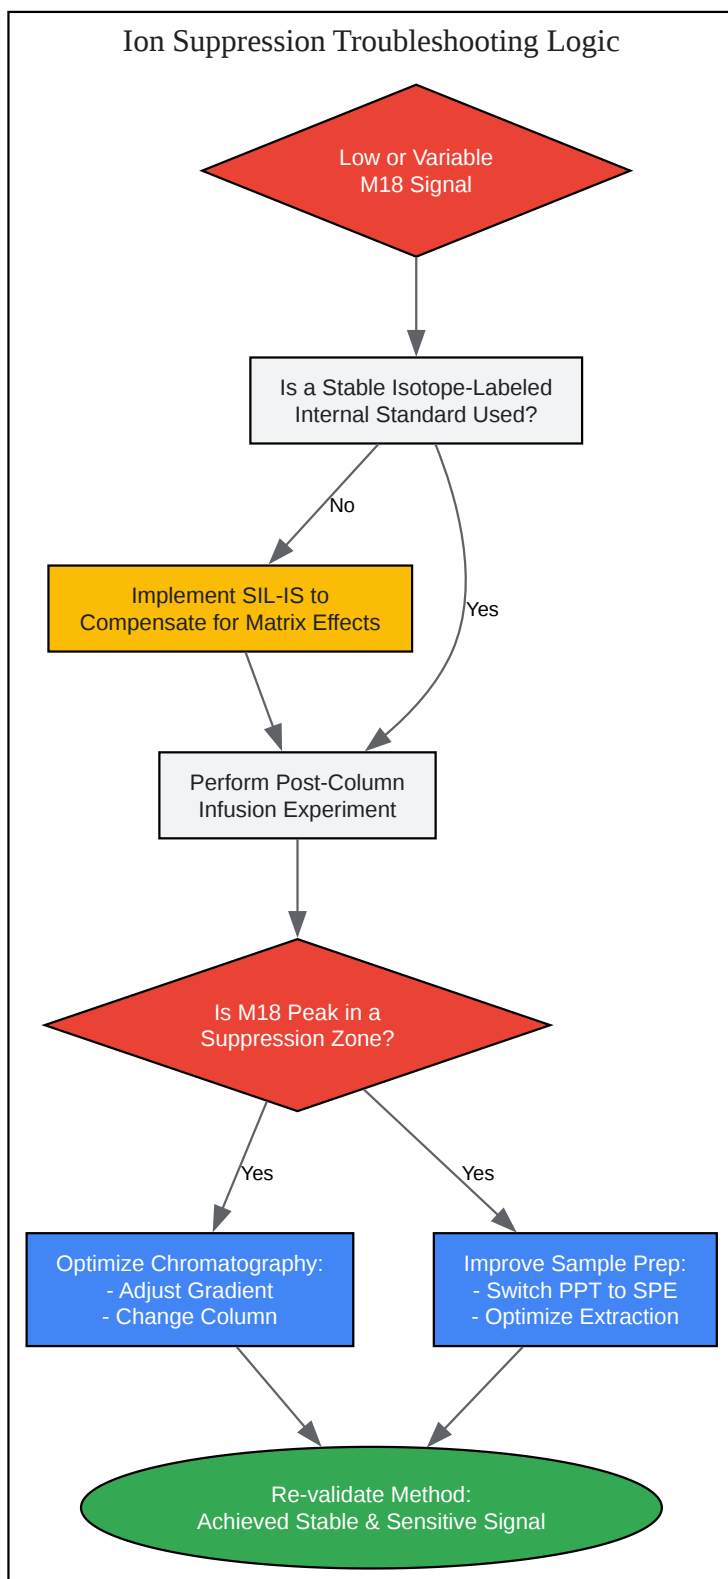 Ion Suppression Troubleshooting Logic
Low or Variable
M18 Signal
Is a Stable Isotope-Labeled
Internal Standard Used?
No
Implement SIL-IS to
Compensate for Matrix Effects
Yes
Perform Post-Column
Infusion Experiment
Is M18 Peak in a
Suppression Zone?
Yes
Yes
Optimize Chromatography:
- Adjust Gradient
- Change Column
Improve Sample Prep:
- Switch PPT to SPE
- Optimize Extraction
Re-validate Method:
Achieved Stable & Sensitive Signal